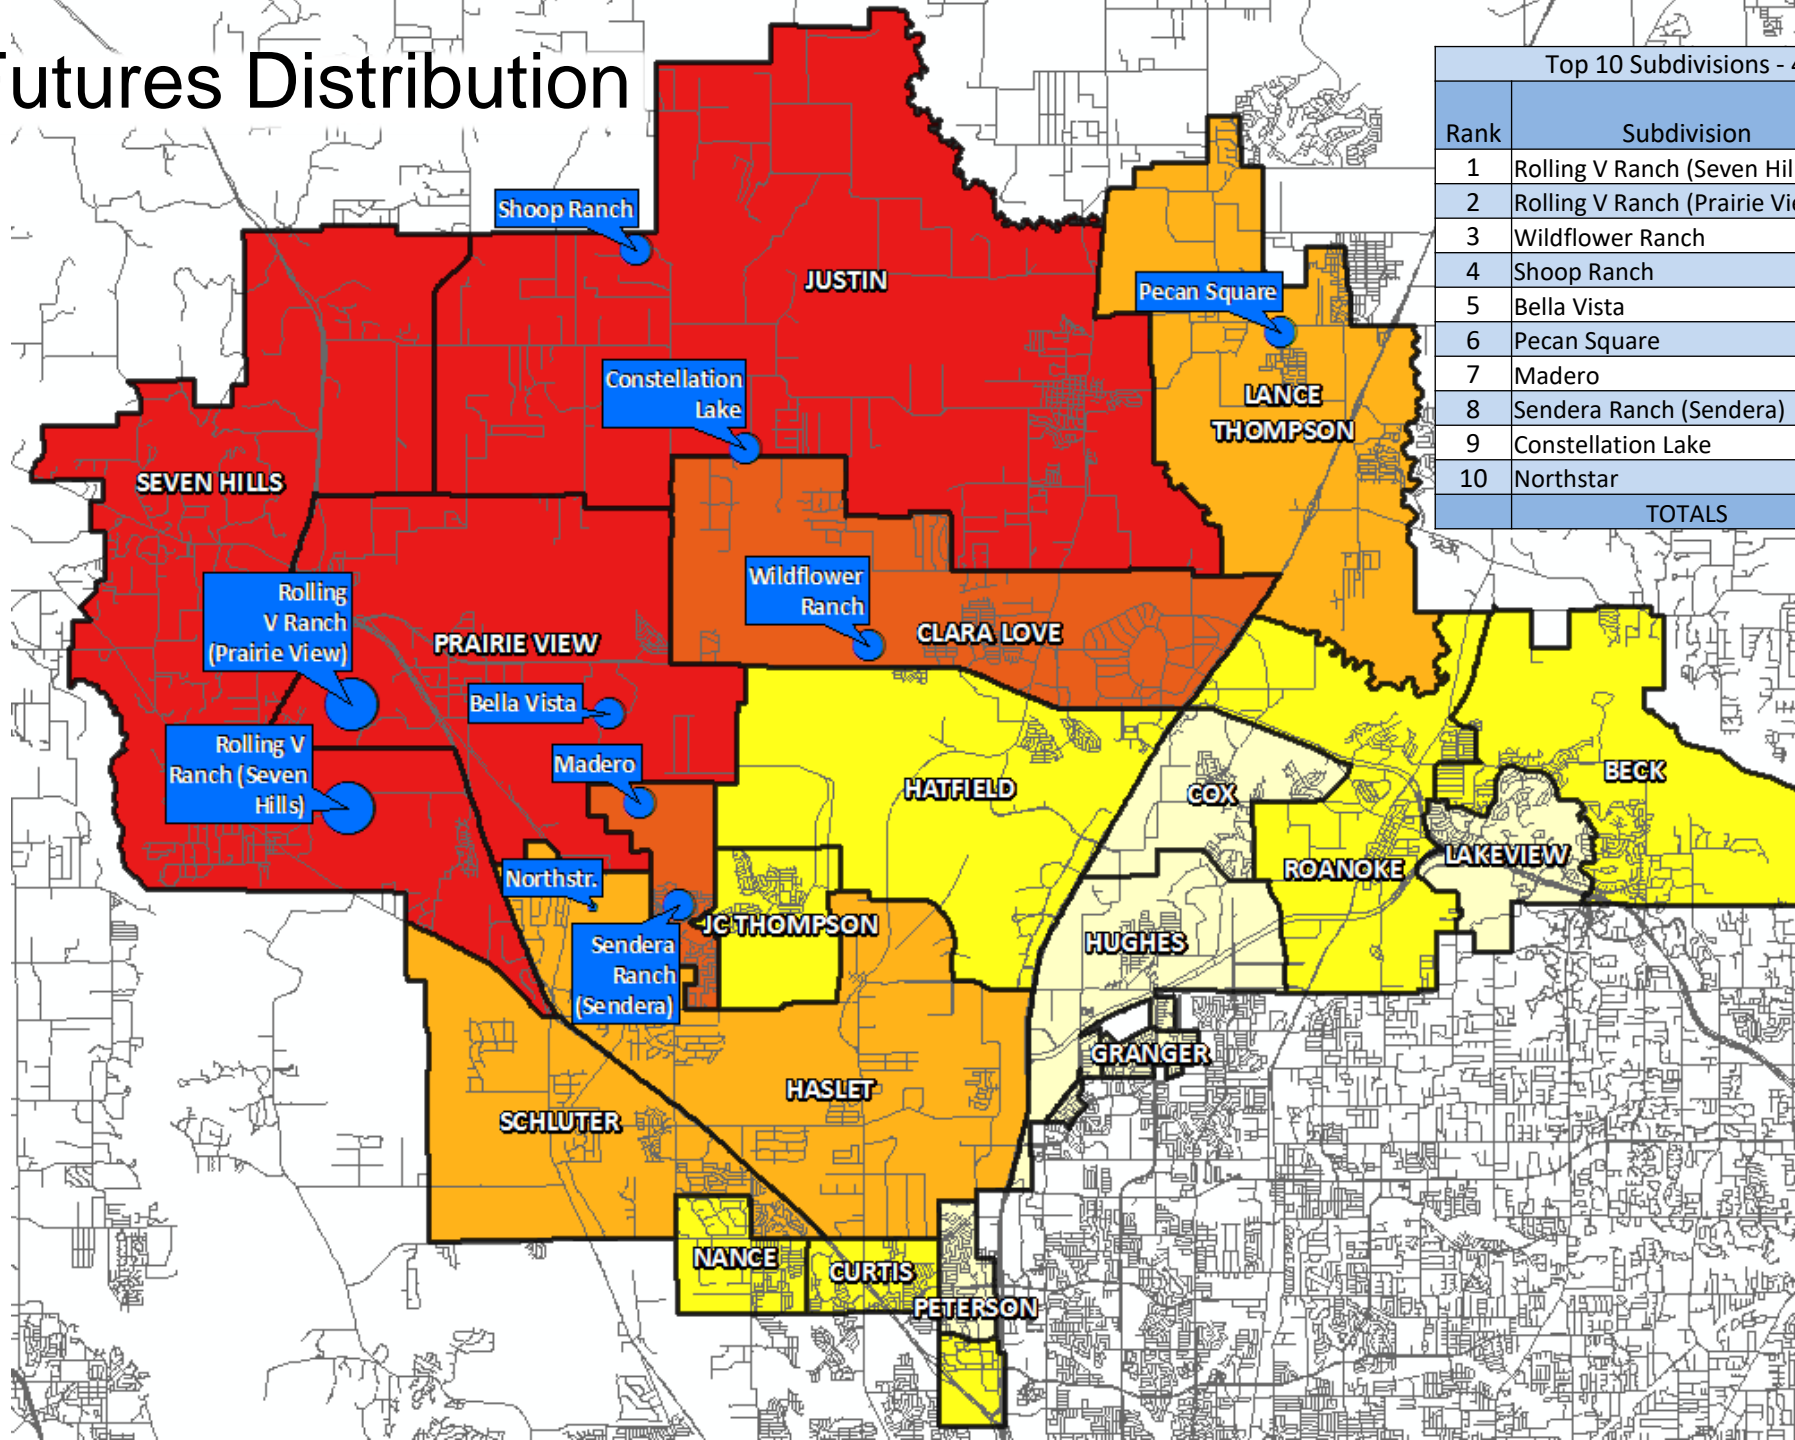 utures Distribution
Top 10 Subdivisions - 4
Rank Subdivision
1 Rolling V Ranch (Seven Hil
2 Rolling V Ranch (Prairie Vie
3 Wildflower Ranch
4 Shoop Ranch
5 Bella Vista
6 Pecan Square
7 Madero
8 Sendera Ranch (Sendera)
9 Constellation Lake
10 Northstar
TOTALS
Shoop Ranch
JUSTIN
Pecan Square
Constellation
Lake
LANCE
THOMPSON
SEVEN HILLS
Wildflower
Ranch
Rolling
V Ranch
(Prairie View)
PRAIRIE VIEW
CLARA LOVE
Bella Vista
Rolling V
Ranch (Seven
Hills)
Madero
HATFIELD
COX
BECK
ROANOKE
LAKEVIEW
Northstr.
JC THOMPSON
Sendera
Ranch
(Sendera)
HUGHES
GRANGER
HASLET
SCHLUTER
NANCE
CURTIS
PETERSON